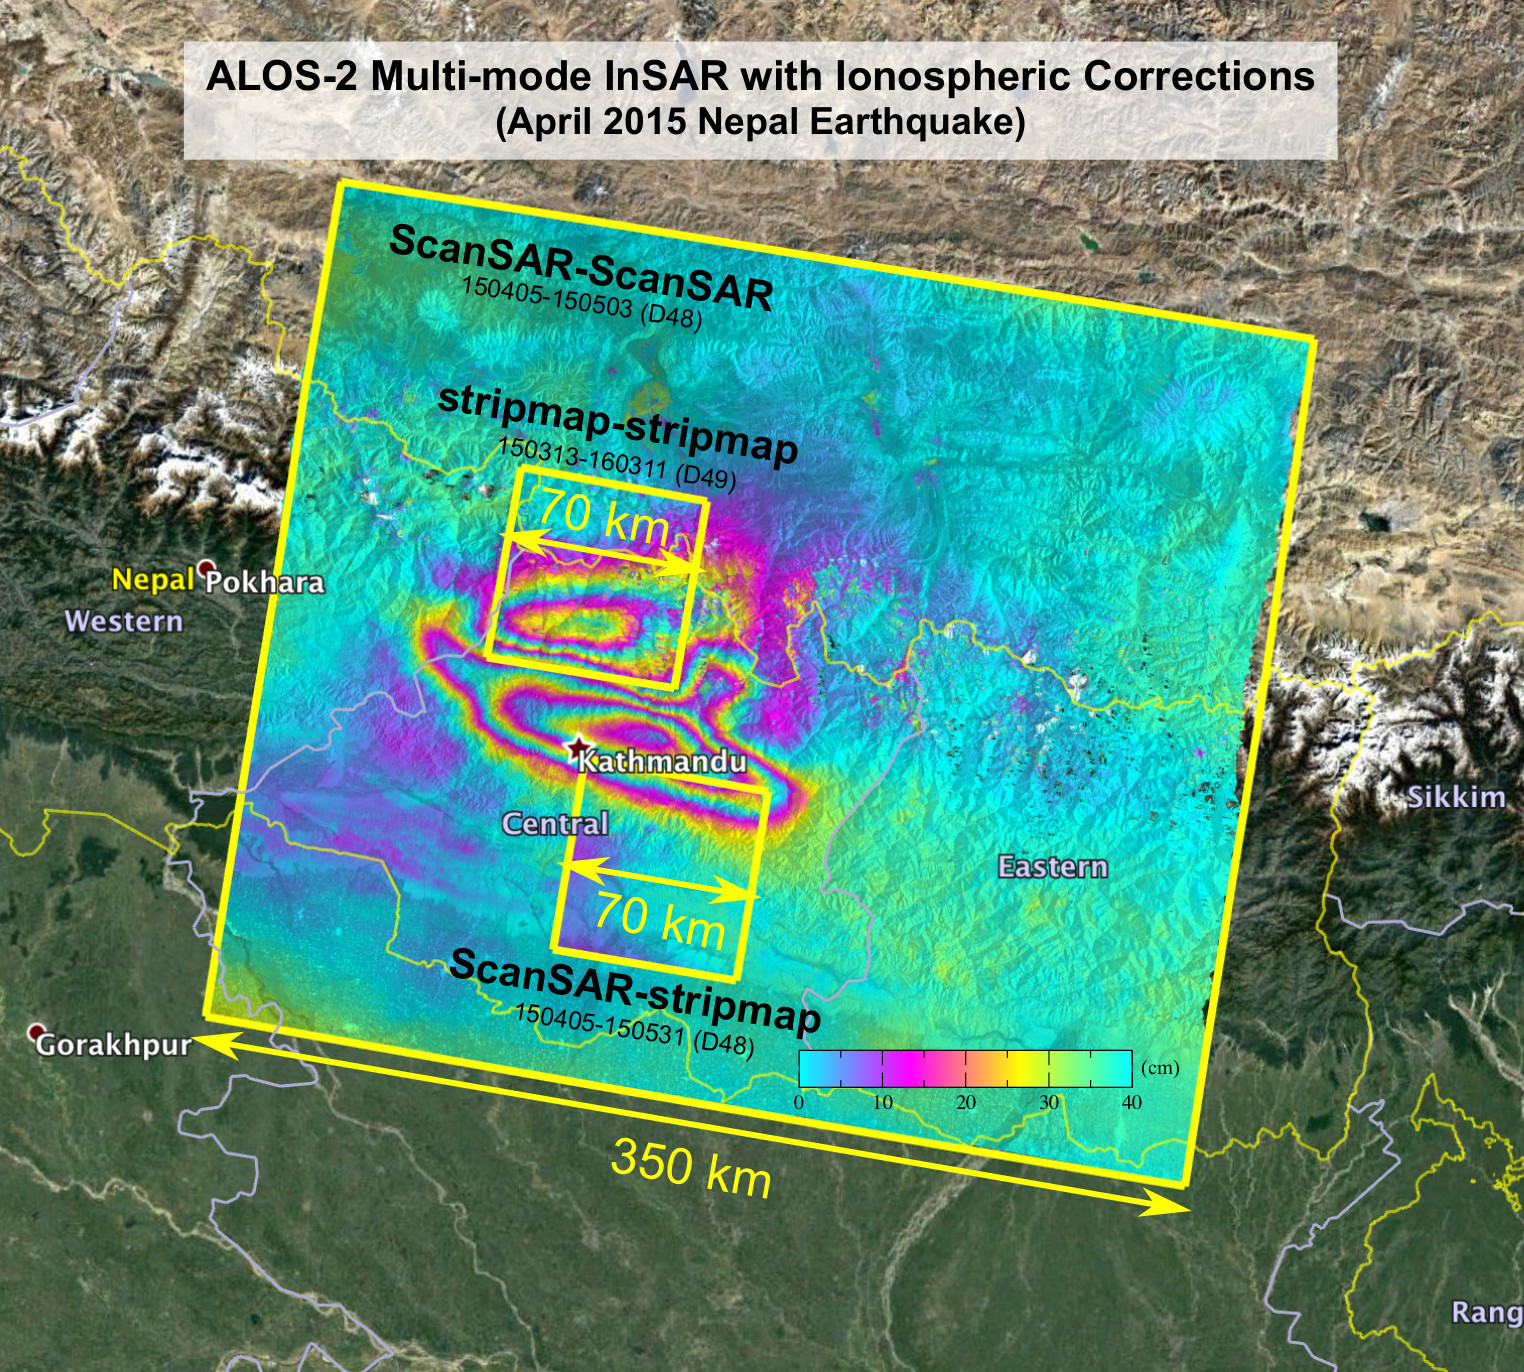 ALOS-2 Multi-mode InSAR with Ionospheric Corrections
(April 2015 Nepal Earthquake)
ScanSAR-ScanSAR
150405-150503 (D48)
stripmap-stripmap
150313-160311 (D49)
70 km
Nepal
Pokhara
Western
Kathmandu
Central
Sikkim
Eastern
70 km
ScanSAR-stripmap
150405-150531 (D48)
Gorakhpur
(cm)
0 10 20 30 40
350 km
Rang